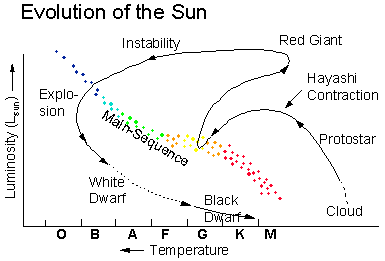 Evolution of the Sun
Instability
Red Giant
Hayashi
Contraction
Explo-
sion
Main-Sequence
Protostar
White
Dwarf
Black
Dwarf
Cloud
Luminosity (Lsun)
O B A F G K M
Temperature